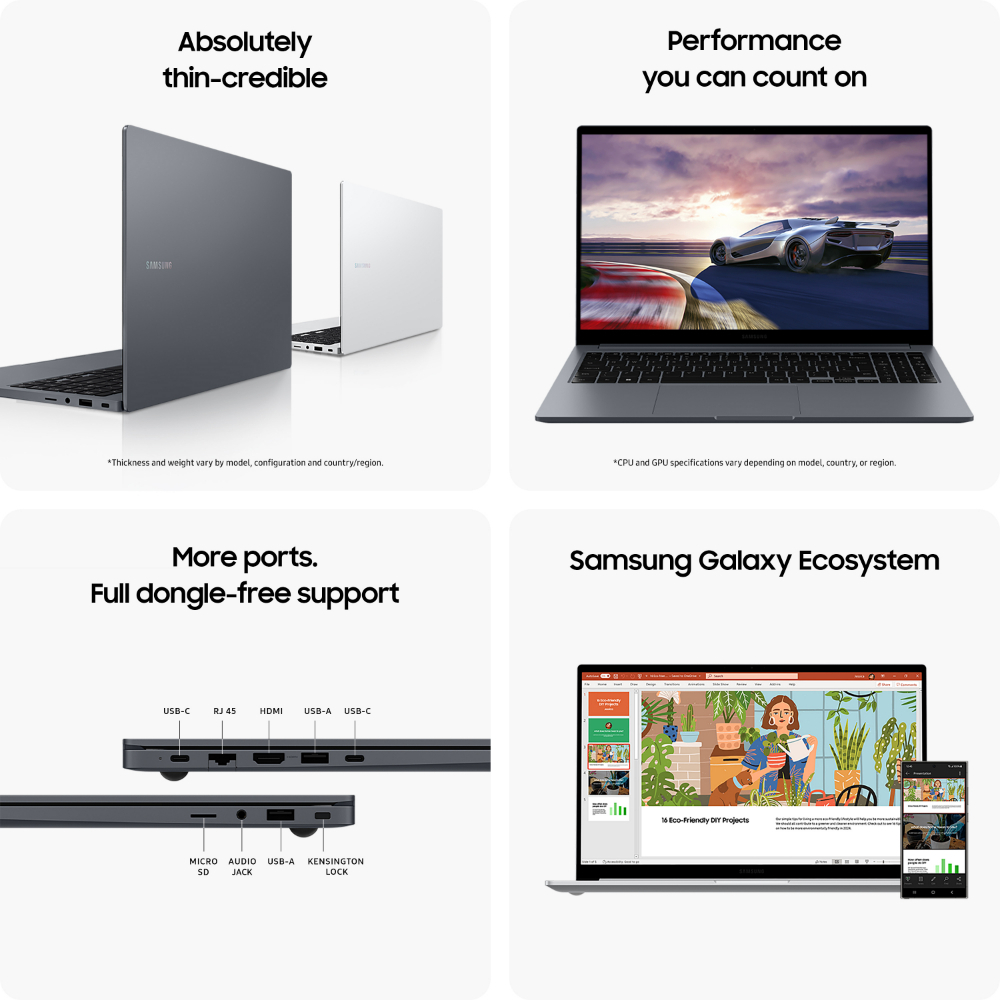 Absolutely
thin-credible
SAMSUNG
*Thickness and weight vary by model, configuration and country/region.
Performance
you can count on
SAMSUNG
*CPU and GPU specifications vary depending on model, country, or region.
More ports.
Full dongle-free support
USB-C
RJ 45
HDMI
USB-A
USB-C
MICRO
SD
AUDIO
JACK
USB-A
KENSINGTON
LOCK
Samsung Galaxy Ecosystem
16 Eco-Friendly DIY Projects
SAMSUNG